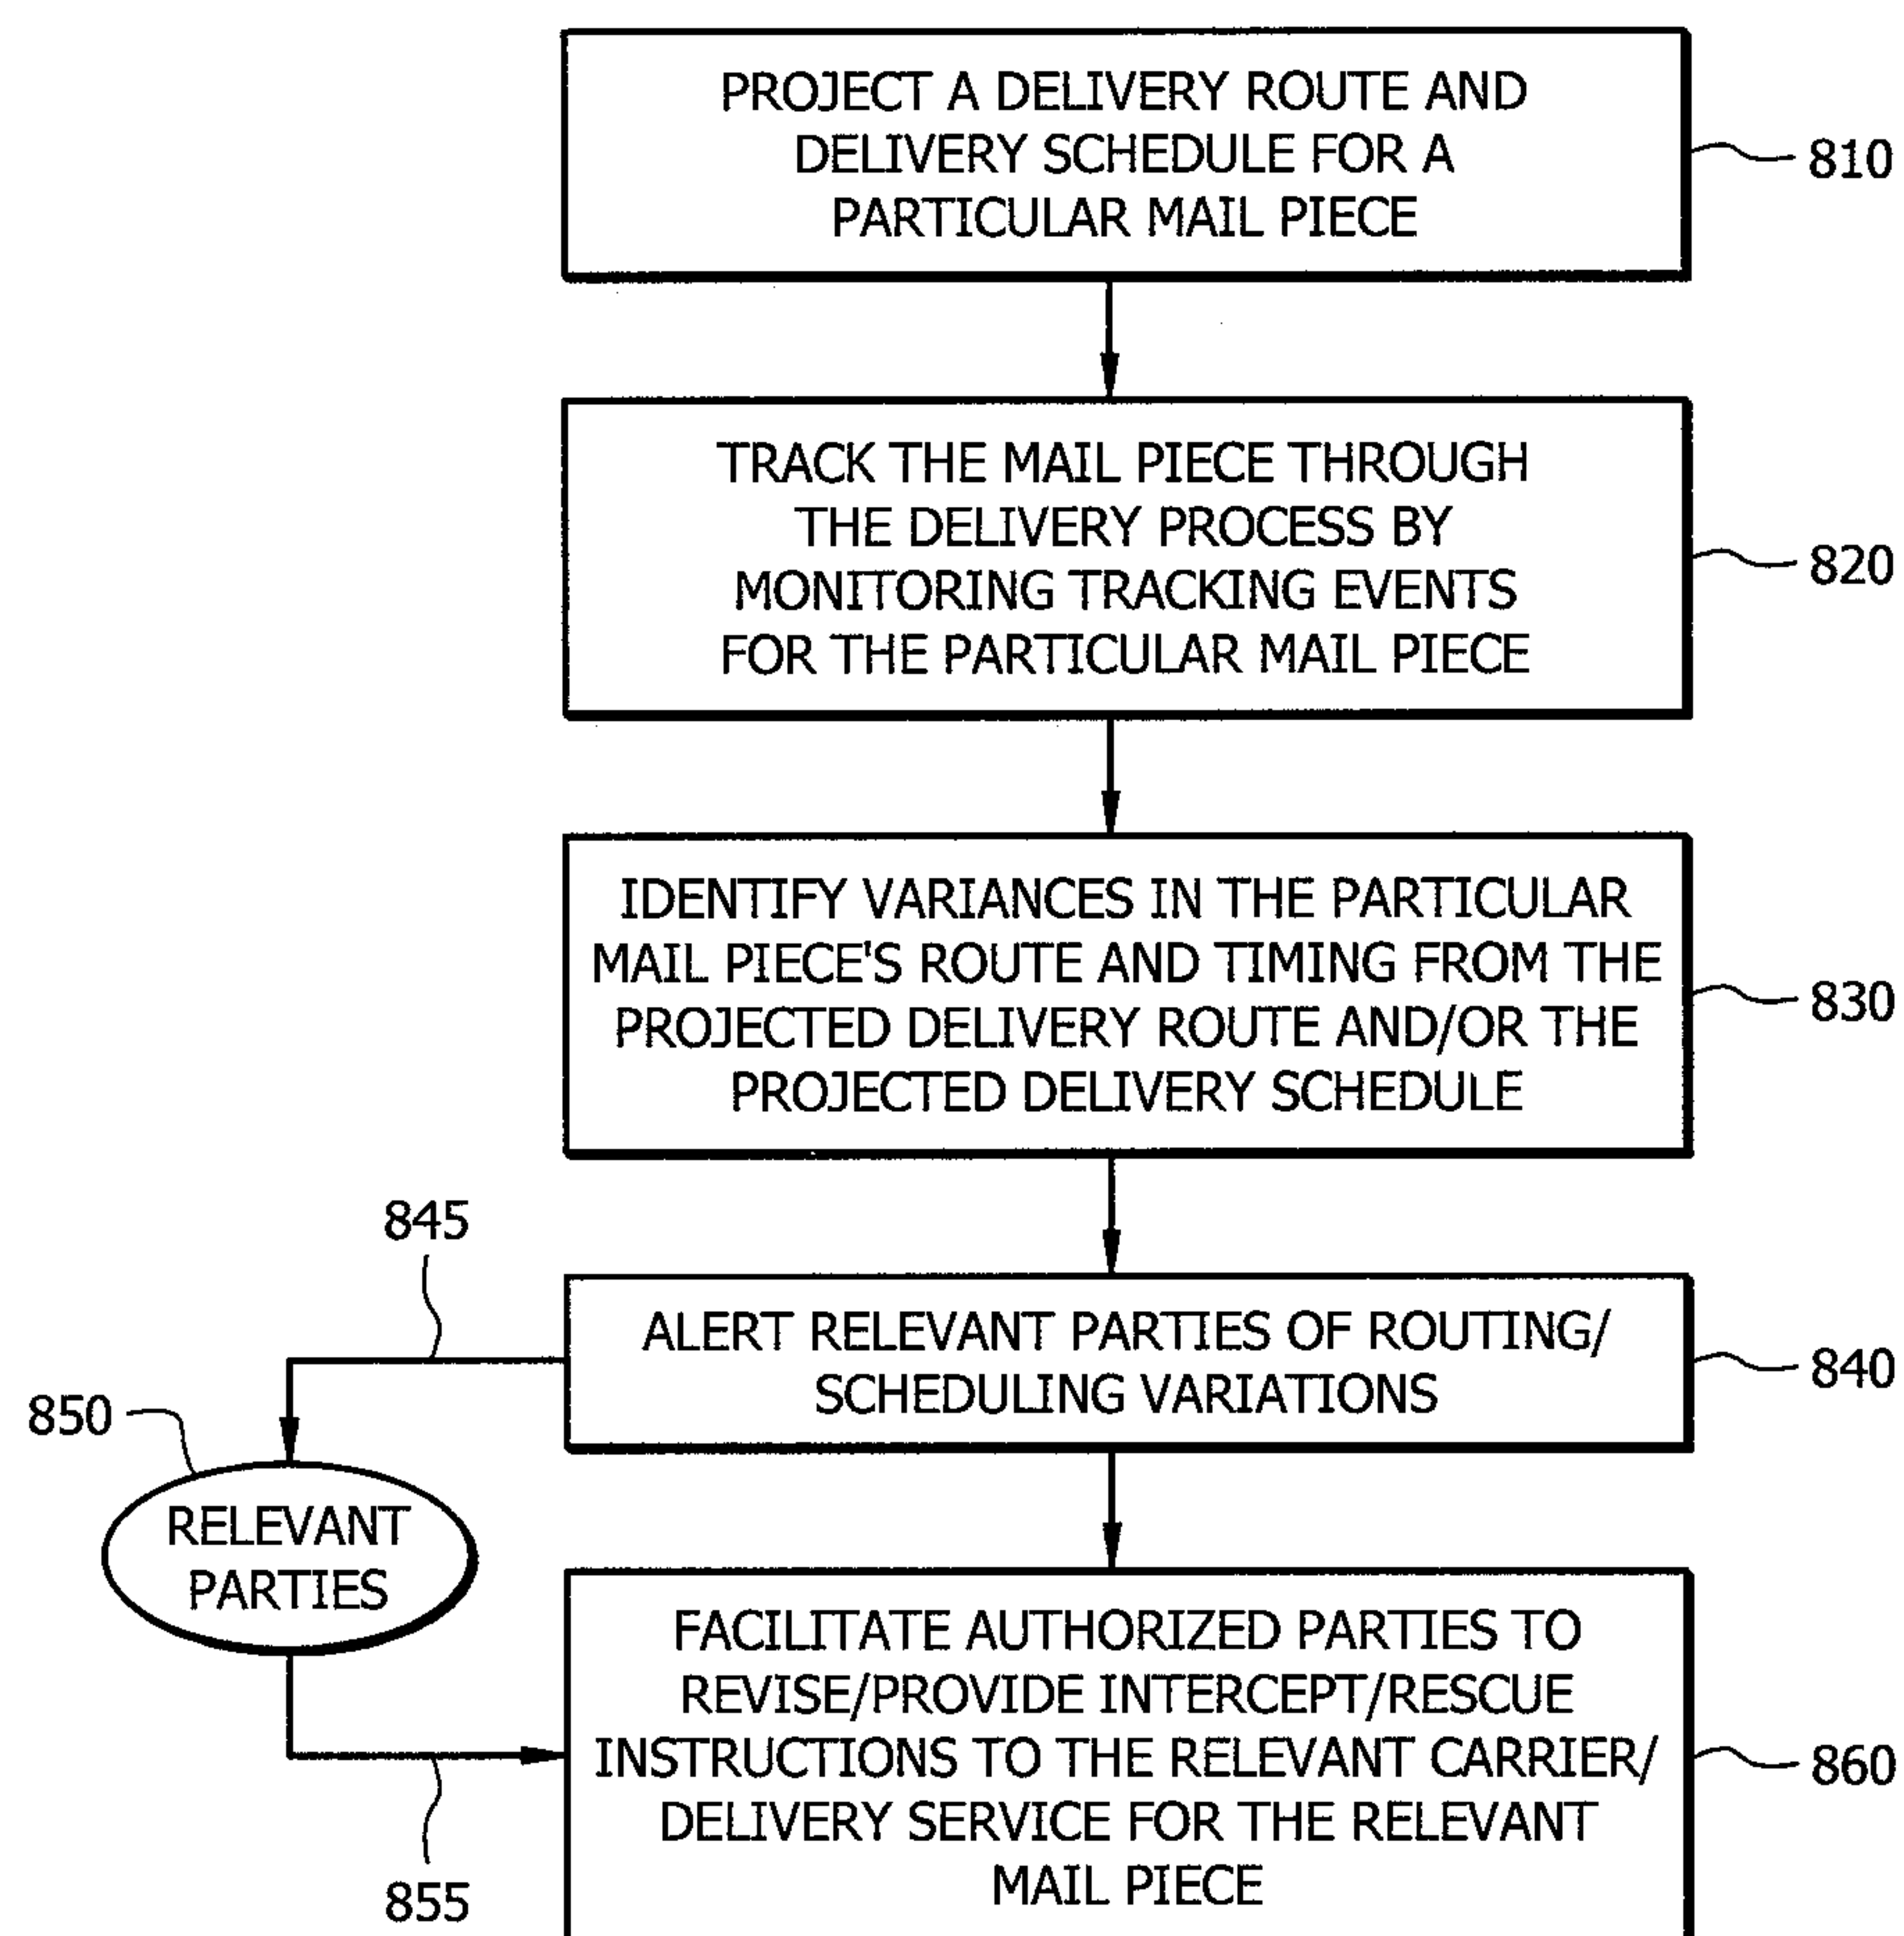 PROJECT A DELIVERY ROUTE AND
DELIVERY SCHEDULE FOR A
PARTICULAR MAIL PIECE
810
TRACK THE MAIL PIECE THROUGH
THE DELIVERY PROCESS BY
MONITORING TRACKING EVENTS
FOR THE PARTICULAR MAIL PIECE
820
IDENTIFY VARIANCES IN THE PARTICULAR
MAIL PIECE'S ROUTE AND TIMING FROM THE
PROJECTED DELIVERY ROUTE AND/OR THE
PROJECTED DELIVERY SCHEDULE
830
845
ALERT RELEVANT PARTIES OF ROUTING/
SCHEDULING VARIATIONS
840
850
RELEVANT
PARTIES
FACILITATE AUTHORIZED PARTIES TO
REVISE/PROVIDE INTERCEPT/RESCUE
INSTRUCTIONS TO THE RELEVANT CARRIER/
DELIVERY SERVICE FOR THE RELEVANT
MAIL PIECE
860
855